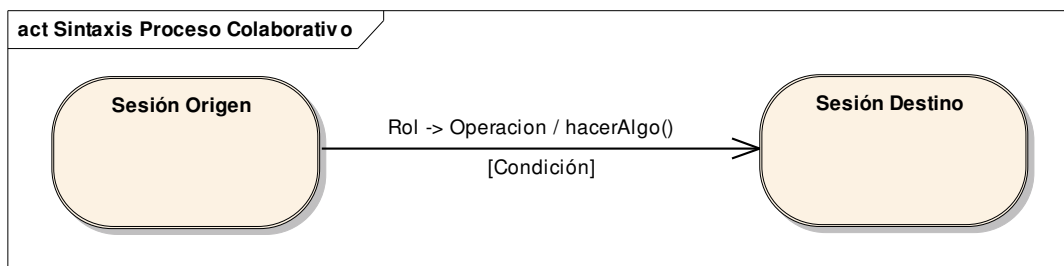 act Sintaxis Proceso Colaborativo
Sesión Origen
Sesión Destino
Rol -> Operacion / hacerAlgo()
[Condición]